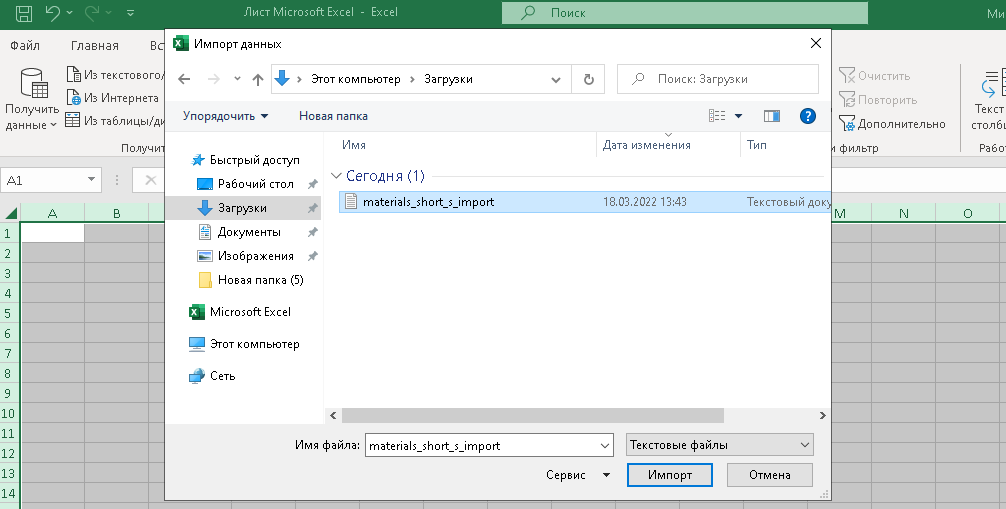 Лист Microsoft Excel - Excel
Поиск
Ми
Файл
Главная
Вс
Получить данные
Из текстового/
Из Интернета
Из таблицы/ди
Получит
Очистить
Повторить
Дополнительно
и фильтр
Текст
столбц
Рабо
A1
Импорт данных
Этот компьютер
Загрузки
Поиск: Загрузки
Упорядочить
Новая папка
?
Быстрый доступ
Рабочий стол
Загрузки
Документы
Изображения
Новая папка (5)
Microsoft Excel
Этот компьютер
Сеть
Имя
Дата изменения
Тип
Сегодня (1)
materials_short_s_import
18.03.2022 13:43
Текстовый доку
Имя файла:
materials_short_s_import
Текстовые файлы
Сервис
Импорт
Отмена
A
B
M
N
O
1
2
3
4
5
6
7
8
9
10
11
12
13
14